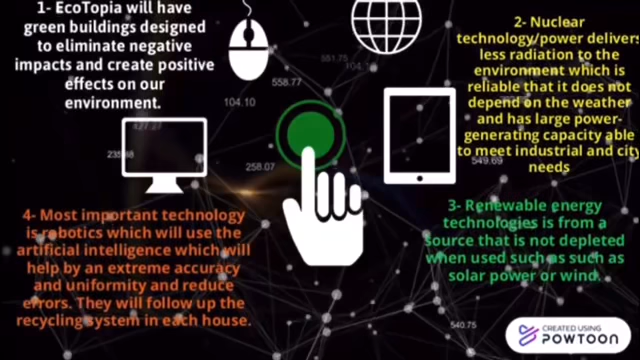 1- EcoTopia will have
green buildings designed
to eliminate negative
impacts and create positive
effects on our
environment.
2- Nuclear
technology/power delivers
less radiation to the
environment which is
reliable that it does not
depend on the weather
and has large power-
generating capacity able
to meet industrial and city
needs
3- Renewable energy
technologies is from a
source that is not depleted
when used such as such as
solar power or wind.
4- Most important technology
is robotics which will use the
artificial intelligence which will
help by an extreme accuracy
and uniformity and reduce
errors. They will follow up the
recycling system in each house.
551.75
558.77
104.10
427.27
258.07
549.69
540.75
CREATED USING
POWTOON